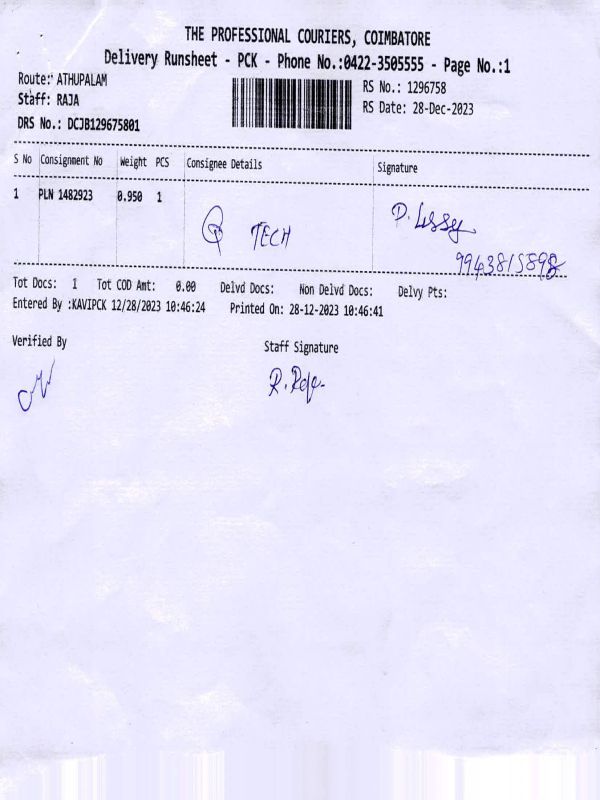 THE PROFESSIONAL COURIERS, COIMBATORE
Delivery Runsheet - PCK - Phone No.:0422-3505555 - Page No.:1
Route: ATHUPALAM
RS No.: 1296758
Staff: RAJA
RS Date: 28-Dec-2023
DRS No.: DCJB129675801
S No Consignment No Weight PCS Consignee Details Signature
1 PLN 1482923 0.950 1
Q TECH
Tot Docs: 1 Tot COD Amt: 0.00 Delvd Docs: Non Delvd Docs: Delvy Pts:
Entered By :KAVIPCK 12/28/2023 10:46:24 Printed On: 28-12-2023 10:46:41
Verified By Staff Signature